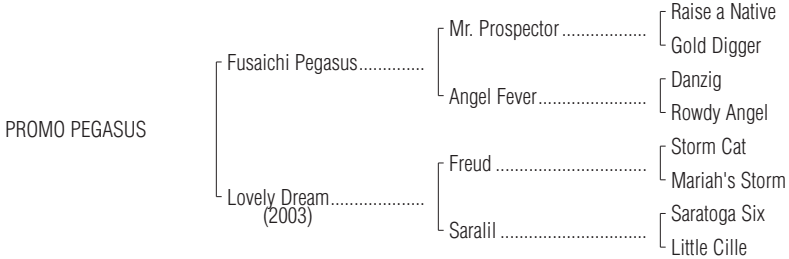 Raise a Native
Mr. Prospector ..................
Gold Digger
Fusaichi Pegasus..............
Danzig
Angel Fever.......................
Rowdy Angel
PROMO PEGASUS
Storm Cat
Freud ................................
Mariah's Storm
Lovely Dream....................
(2003)
Saratoga Six
Saralil ...............................
Little Cille